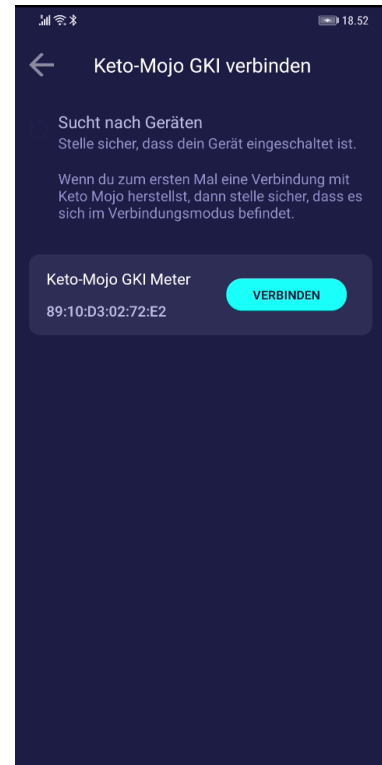 18.52
Keto-Mojo GKI verbinden
Sucht nach Geräten
Stelle sicher, dass dein Gerät eingeschaltet ist.
Wenn du zum ersten Mal eine Verbindung mit
Keto Mojo herstellst, dann stelle sicher, dass es
sich im Verbindungsmodus befindet.
Keto-Mojo GKI Meter
89:10:D3:02:72:E2
VERBINDEN